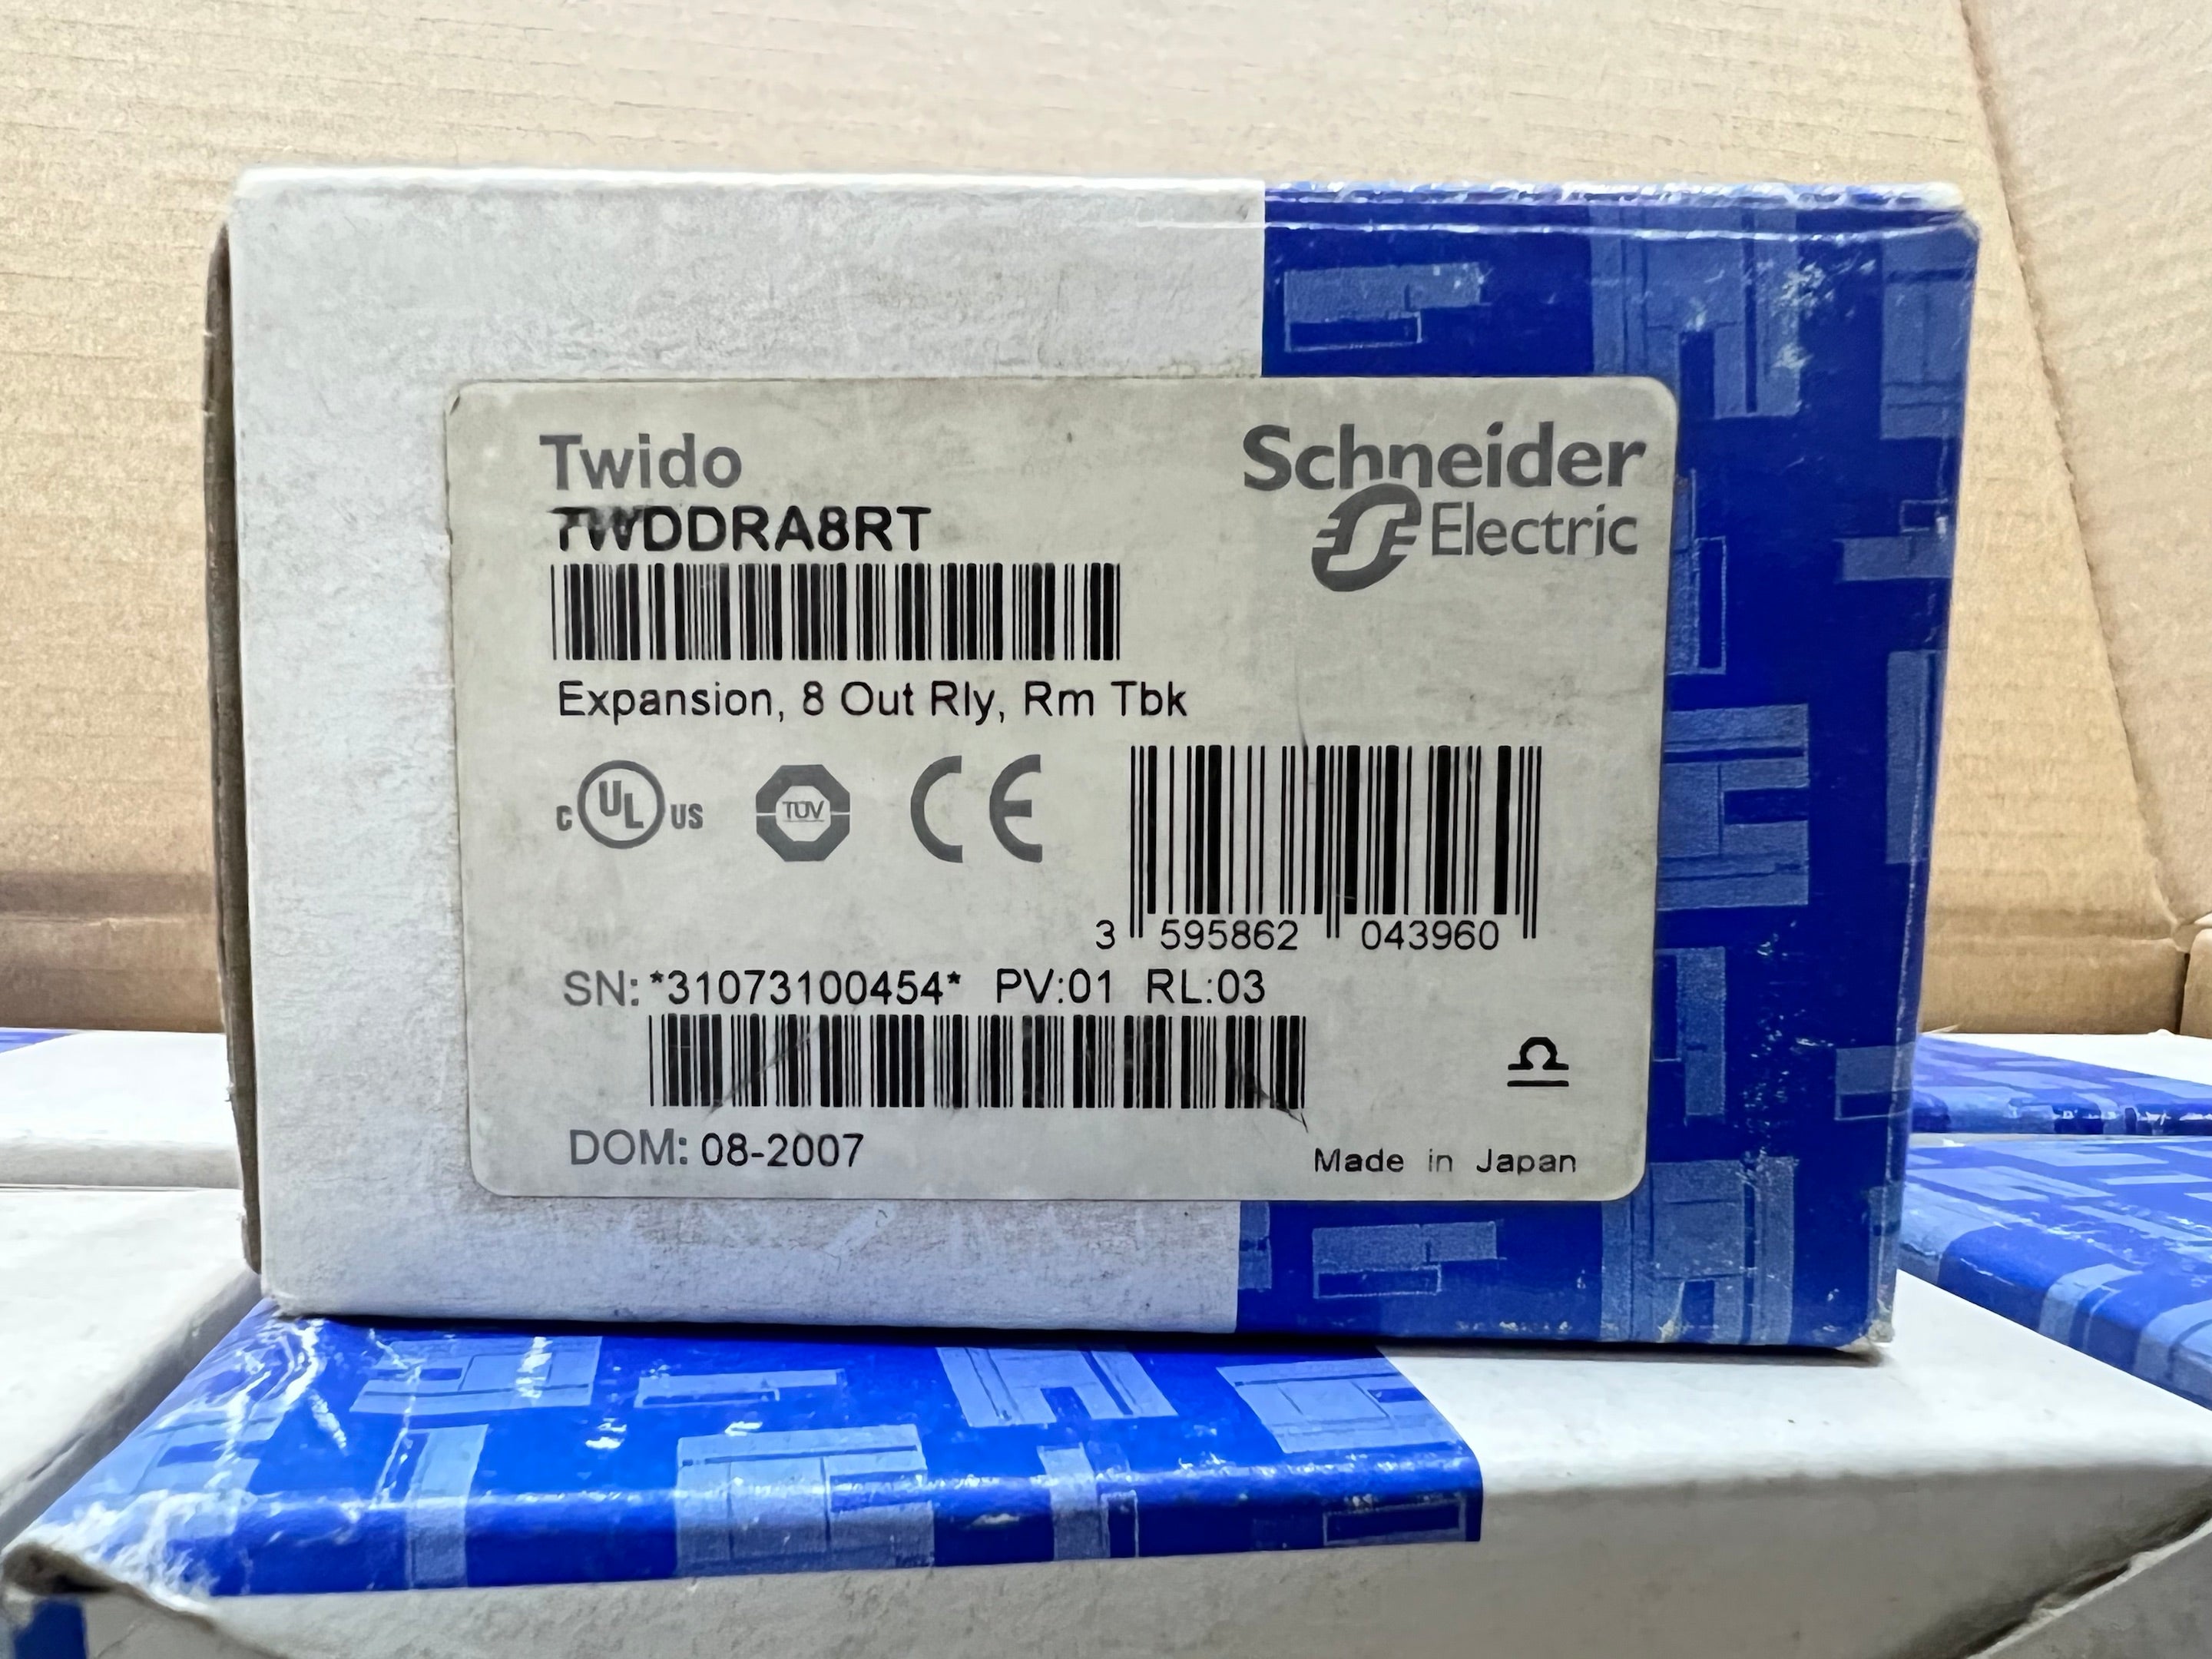 Twido
Schneider
Electric
TWDDRA8RT
Expansion, 8 Out Rly, Rm Tbk
C UL US
TÜV
CE
3 595862 043960
SN: *31073100454* PV:01 RL:03
DOM: 08-2007
Made in Japan